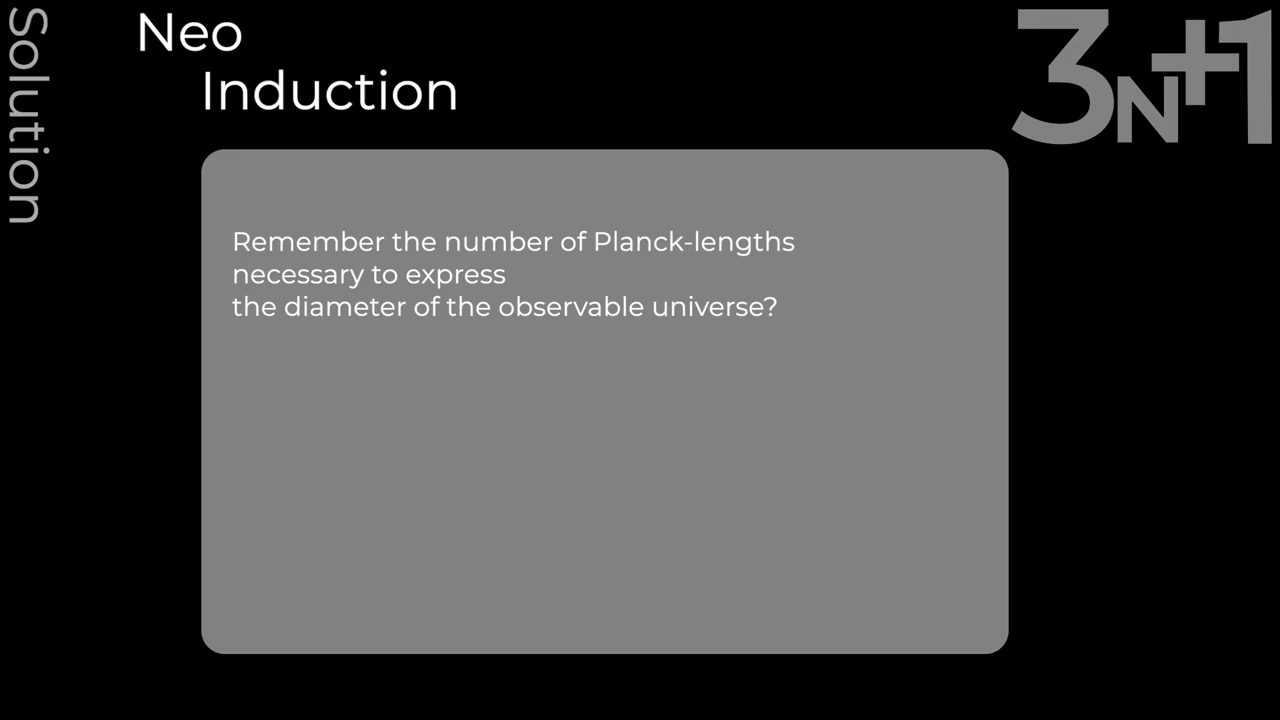 Solution
Neo
Induction
3N+1
Remember the number of Planck-lengths
necessary to express
the diameter of the observable universe?